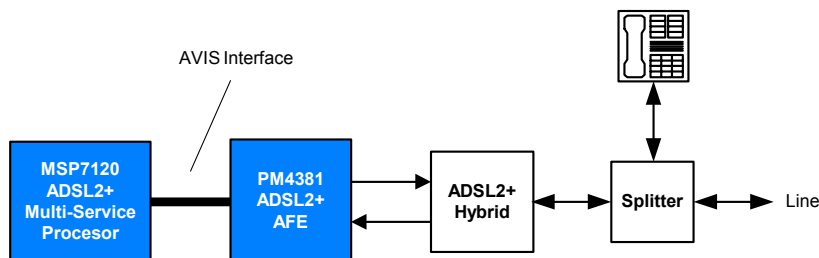 AVIS Interface
MSP7120
ADSL2+
Multi-Service
Procesor
PM4381
ADSL2+
AFE
ADSL2+
Hybrid
Splitter
Line